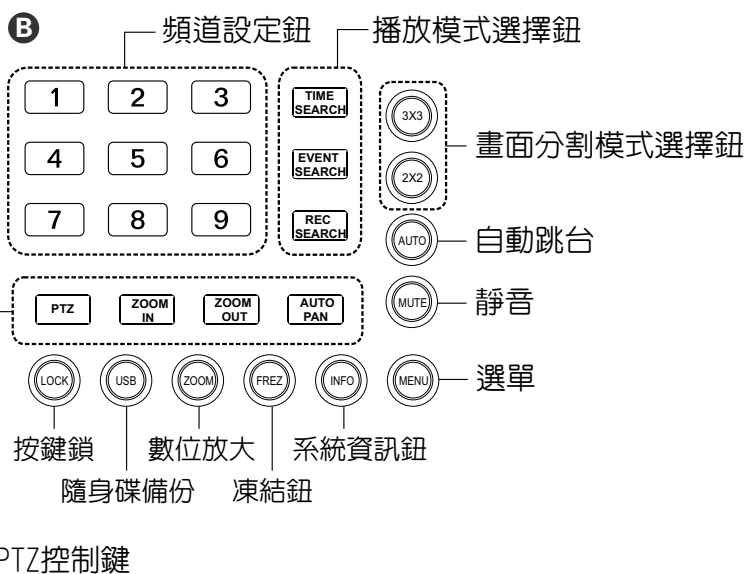 B
頻道設定鈕 播放模式選擇鈕
1 2 3
TIME
SEARCH
3X3
畫面分割模式選擇鈕
4 5 6
EVENT
SEARCH
2X2
7 8 9
REC
SEARCH
AUTO 自動跳台
PTZ
ZOOM
IN
ZOOM
OUT
AUTO
PAN
MUTE 靜音
LOCK USB ZOOM FREZ INFO MENU 選單
按鍵鎖 數位放大 系統資訊鈕
隨身碟備份 凍結鈕
PTZ控制鍵